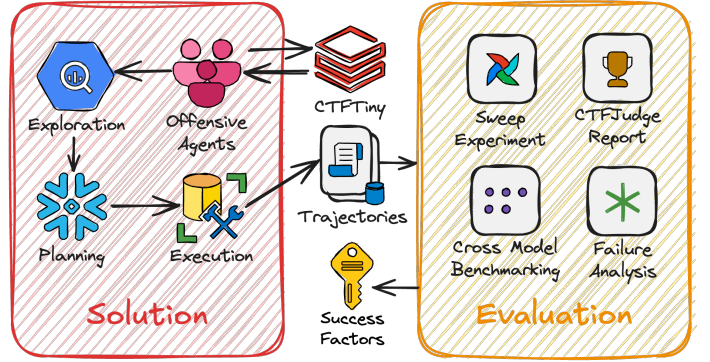 Exploration
Offensive
Agents
CTFTiny
Planning
Execution
Trajectories
Solution
Success
Factors
Sweep
Experiment
CTFJudge
Report
Cross Model
Benchmarking
Failure
Analysis
Evaluation